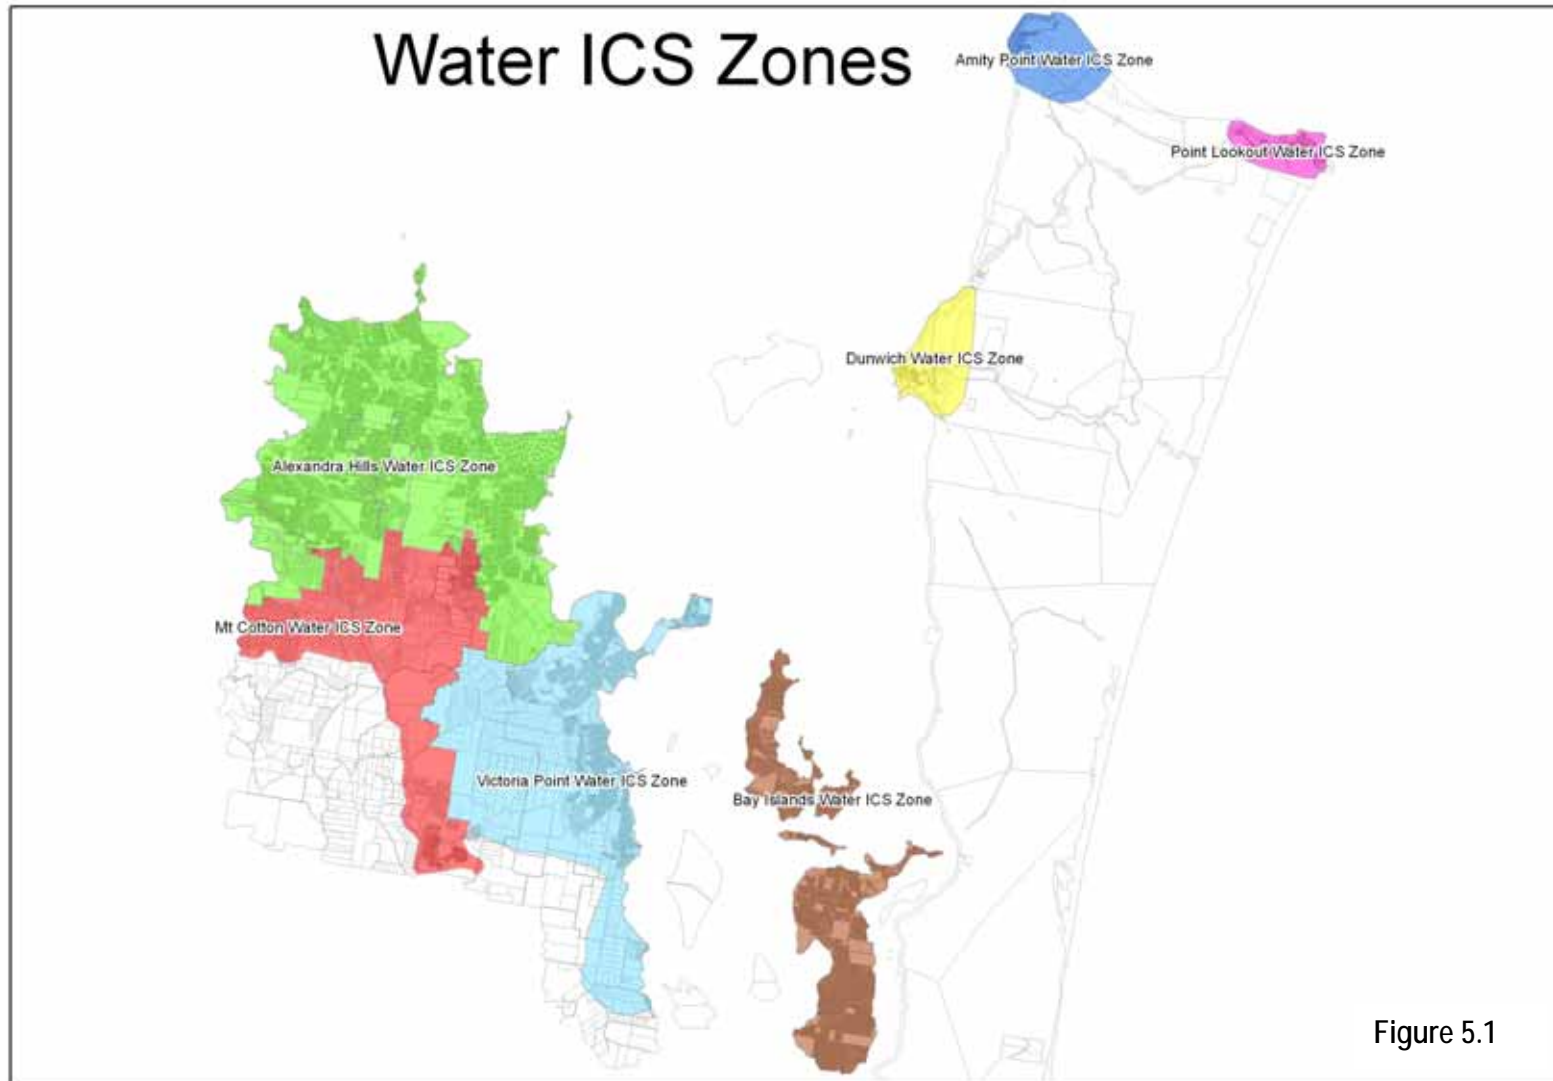 Water ICS Zones
Amity Point Water ICS Zone
Point Lookout Water ICS Zone
Dunwich Water ICS Zone
Alexandra Hills Water ICS Zone
Mt Cotton Water ICS Zone
Victoria Point Water ICS Zone
Bay Islands Water ICS Zone
Figure 5.1